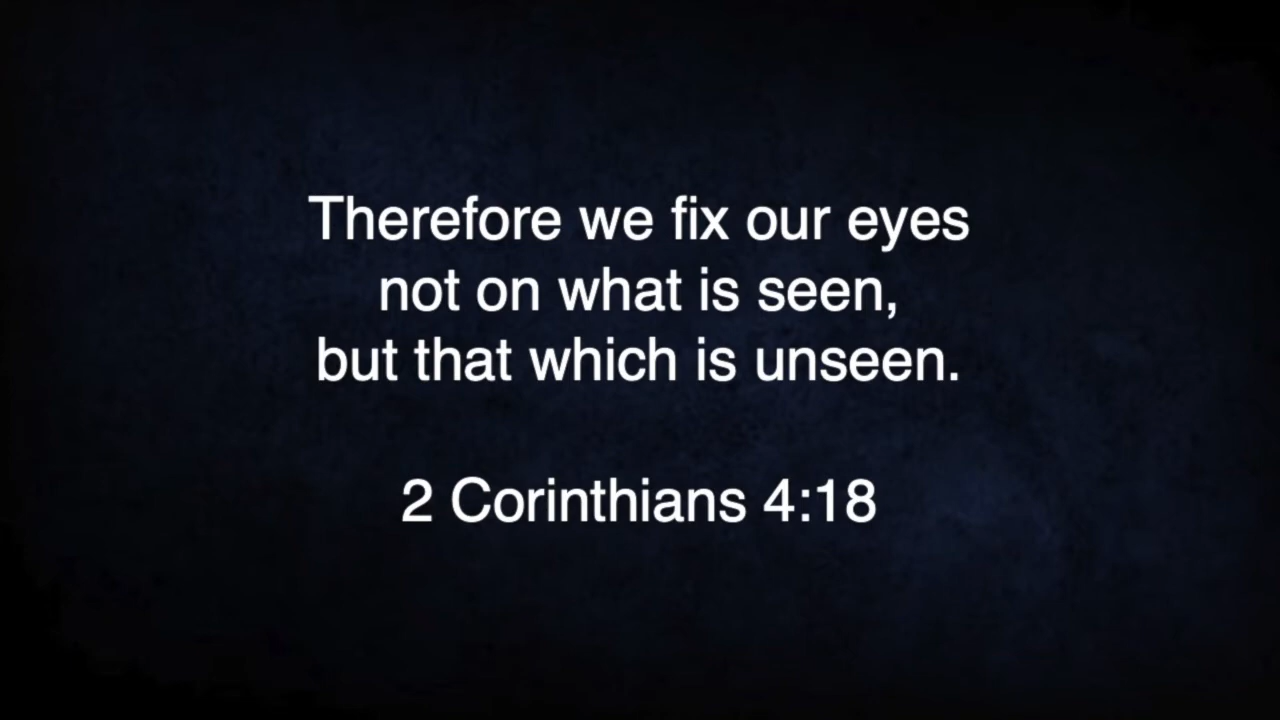 Therefore we fix our eyes
not on what is seen,
but that which is unseen.
2 Corinthians 4:18